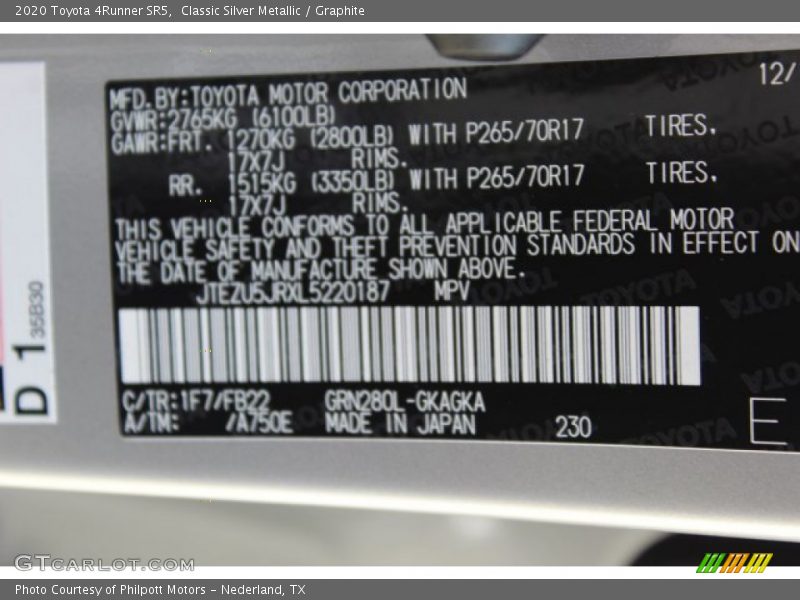 2020 Toyota 4Runner SR5,  Classic Silver Metallic / Graphite
12/
MFD.BY:TOYOTA MOTOR CORPORATION
GVWR:2765KG (6100LB)
GAWR:FRT. 1270KG (2800LB) WITH P265/70R17 TIRES.
17X7J RIMS.
RR. 1515KG (3350LB) WITH P265/70R17 TIRES.
17X7J RIMS.
THIS VEHICLE CONFORMS TO ALL APPLICABLE FEDERAL MOTOR
VEHICLE SAFETY AND THEFT PREVENTION STANDARDS IN EFFECT ON
THE DATE OF MANUFACTURE SHOWN ABOVE.
JTEZU5JRXL5220187 MPV
C/TR:1F7/FB22 GRN280L-GKAGKA
A/TM: /A750E MADE IN JAPAN 230
E
D 1 35B30
GTCARLOT.COM
Photo Courtesy of Philpott Motors - Nederland, TX